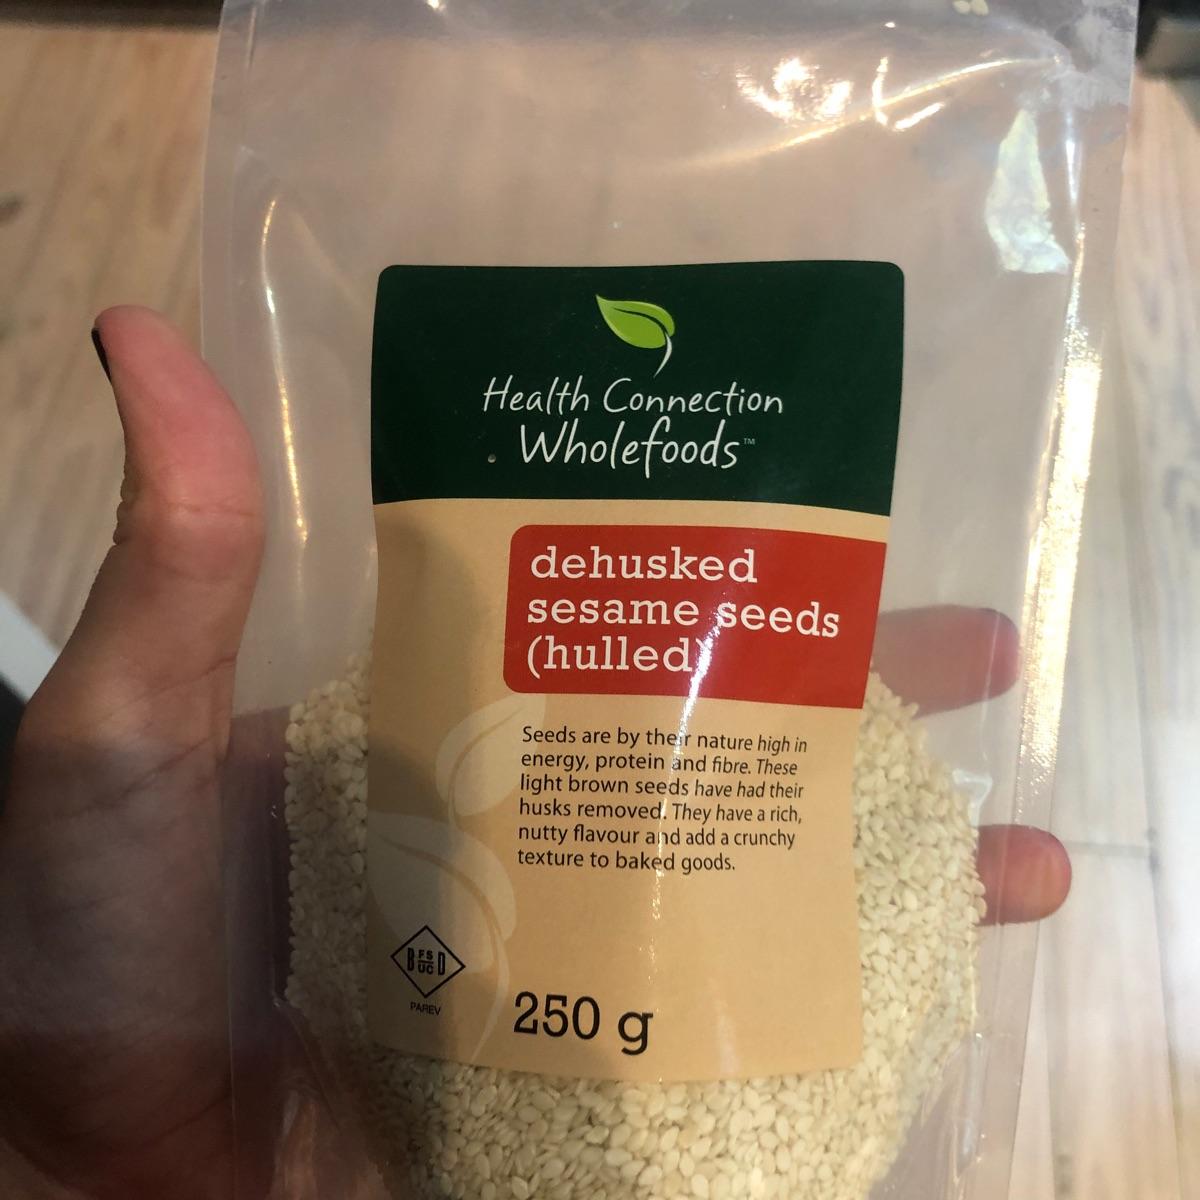 Health Connection
Wholefoods™
dehusked
sesame seeds
(hulled)
Seeds are by their nature high in
energy, protein and fibre. These
light brown seeds have had their
husks removed. They have a rich,
nutty flavour and add a crunchy
texture to baked goods.
B FS UC D
PAREV
250 g